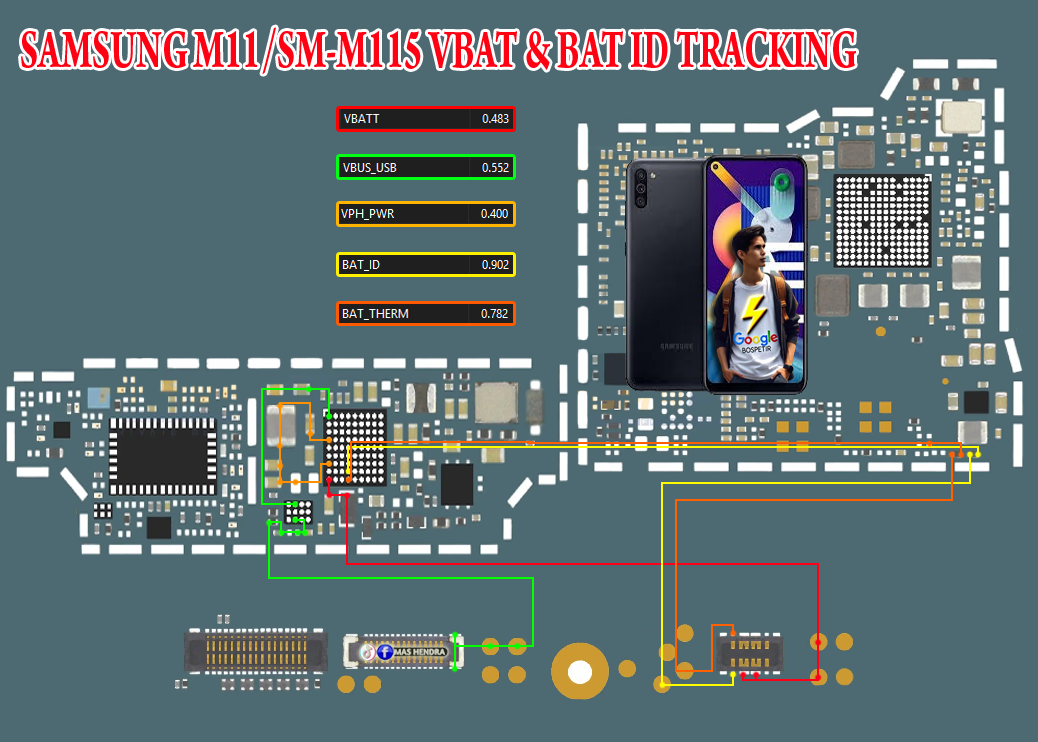 SAMSUNG M11/SM-M115 VBAT & BAT ID TRACKING
VBATT 0.483
VBUS_USB 0.552
VPH_PWR 0.400
BAT_ID 0.902
BAT_THERM 0.782
Google
BOSPETIR
SAMSUNG
MAS HENDRA